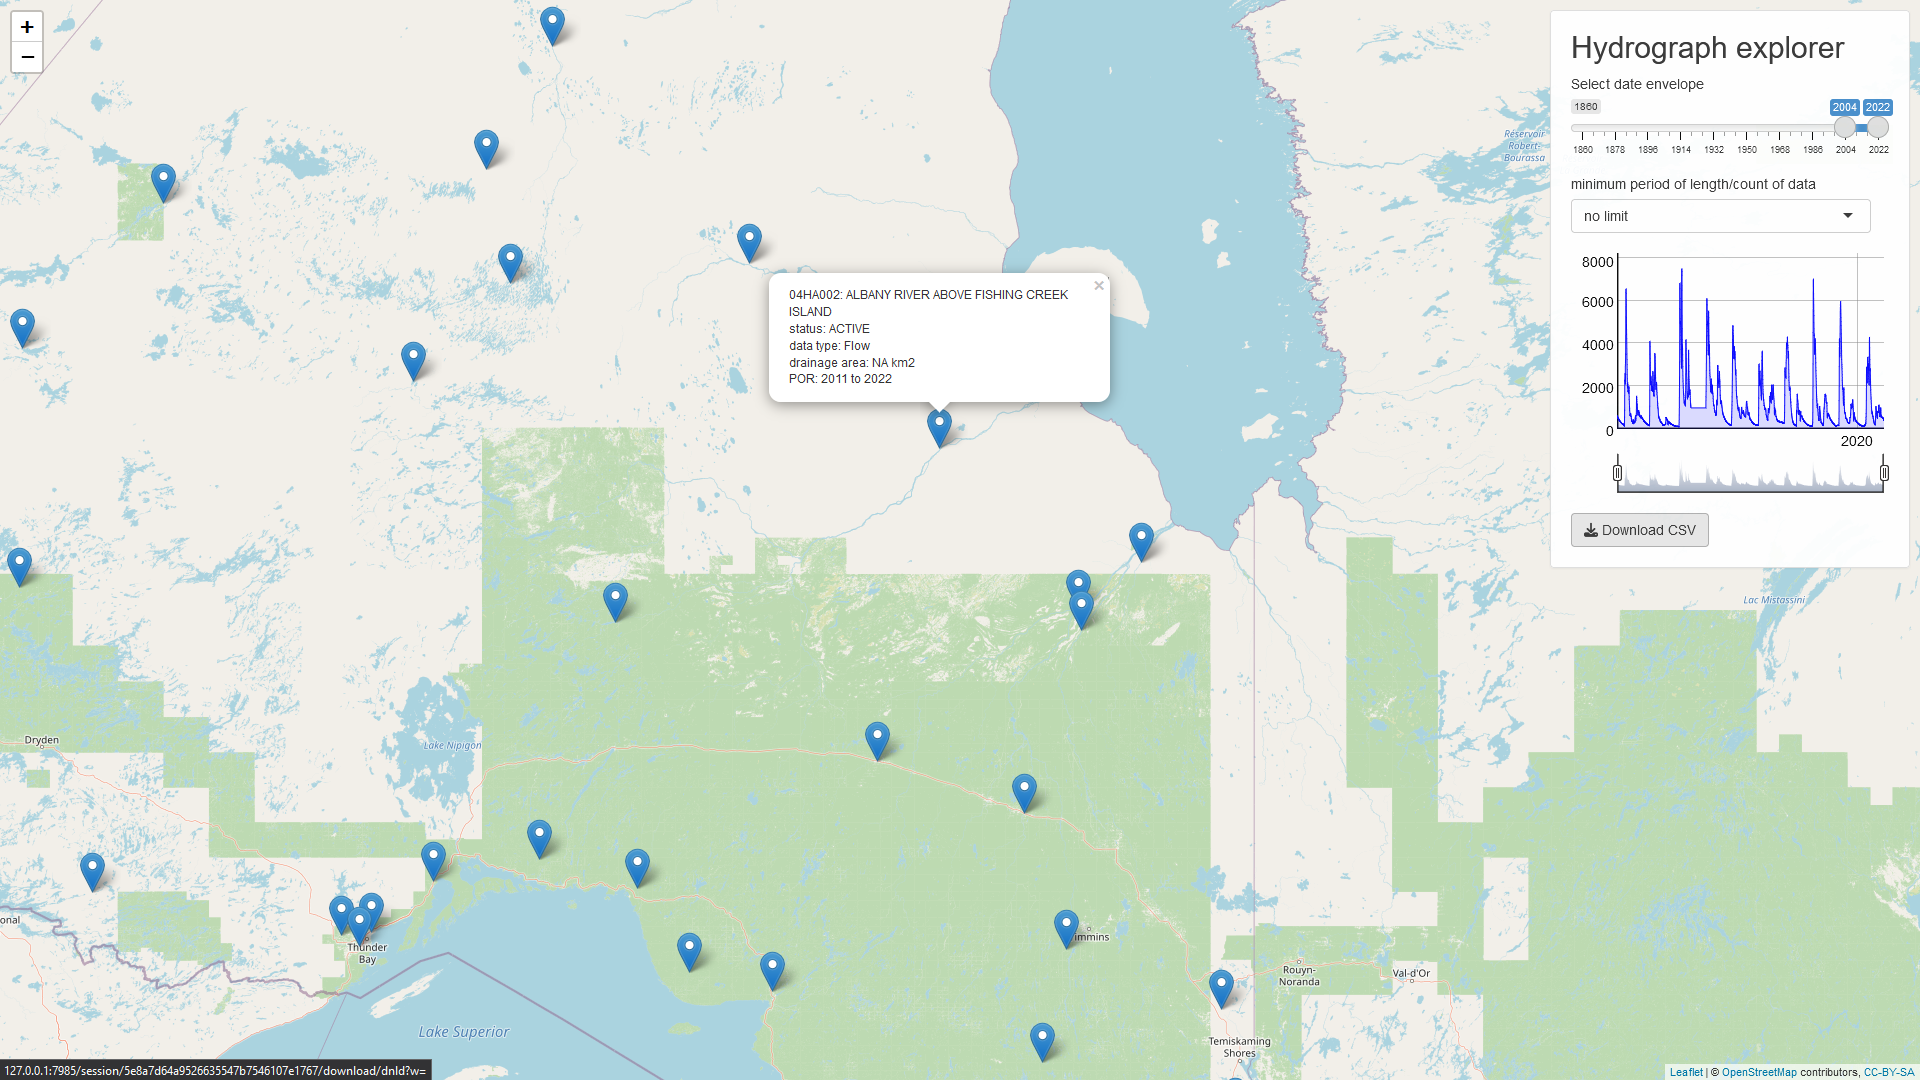 +
−
Hydrograph explorer
Select date envelope
1860
2004 2022
1860 1878 1896 1914 1932 1950 1968 1986 2004 2022
minimum period of length/count of data
no limit
8000
6000
4000
2000
0
2020
Download CSV
04HA002: ALBANY RIVER ABOVE FISHING CREEK
ISLAND
status: ACTIVE
data type: Flow
drainage area: NA km2
POR: 2011 to 2022
×
Réservoir
Robert-
Bourassa
Lac Mistassini
Dryden
Lake Nipigon
onal
Thunder
Bay
immins
Rouyn-
Noranda
Val-d'Or
Lake Superior
Temiskaming
Shores
127.0.0.1:7985/session/5e8a7d64a9526635547b7546107e1767/download/dnld?w=
Leaflet | © OpenStreetMap contributors, CC-BY-SA